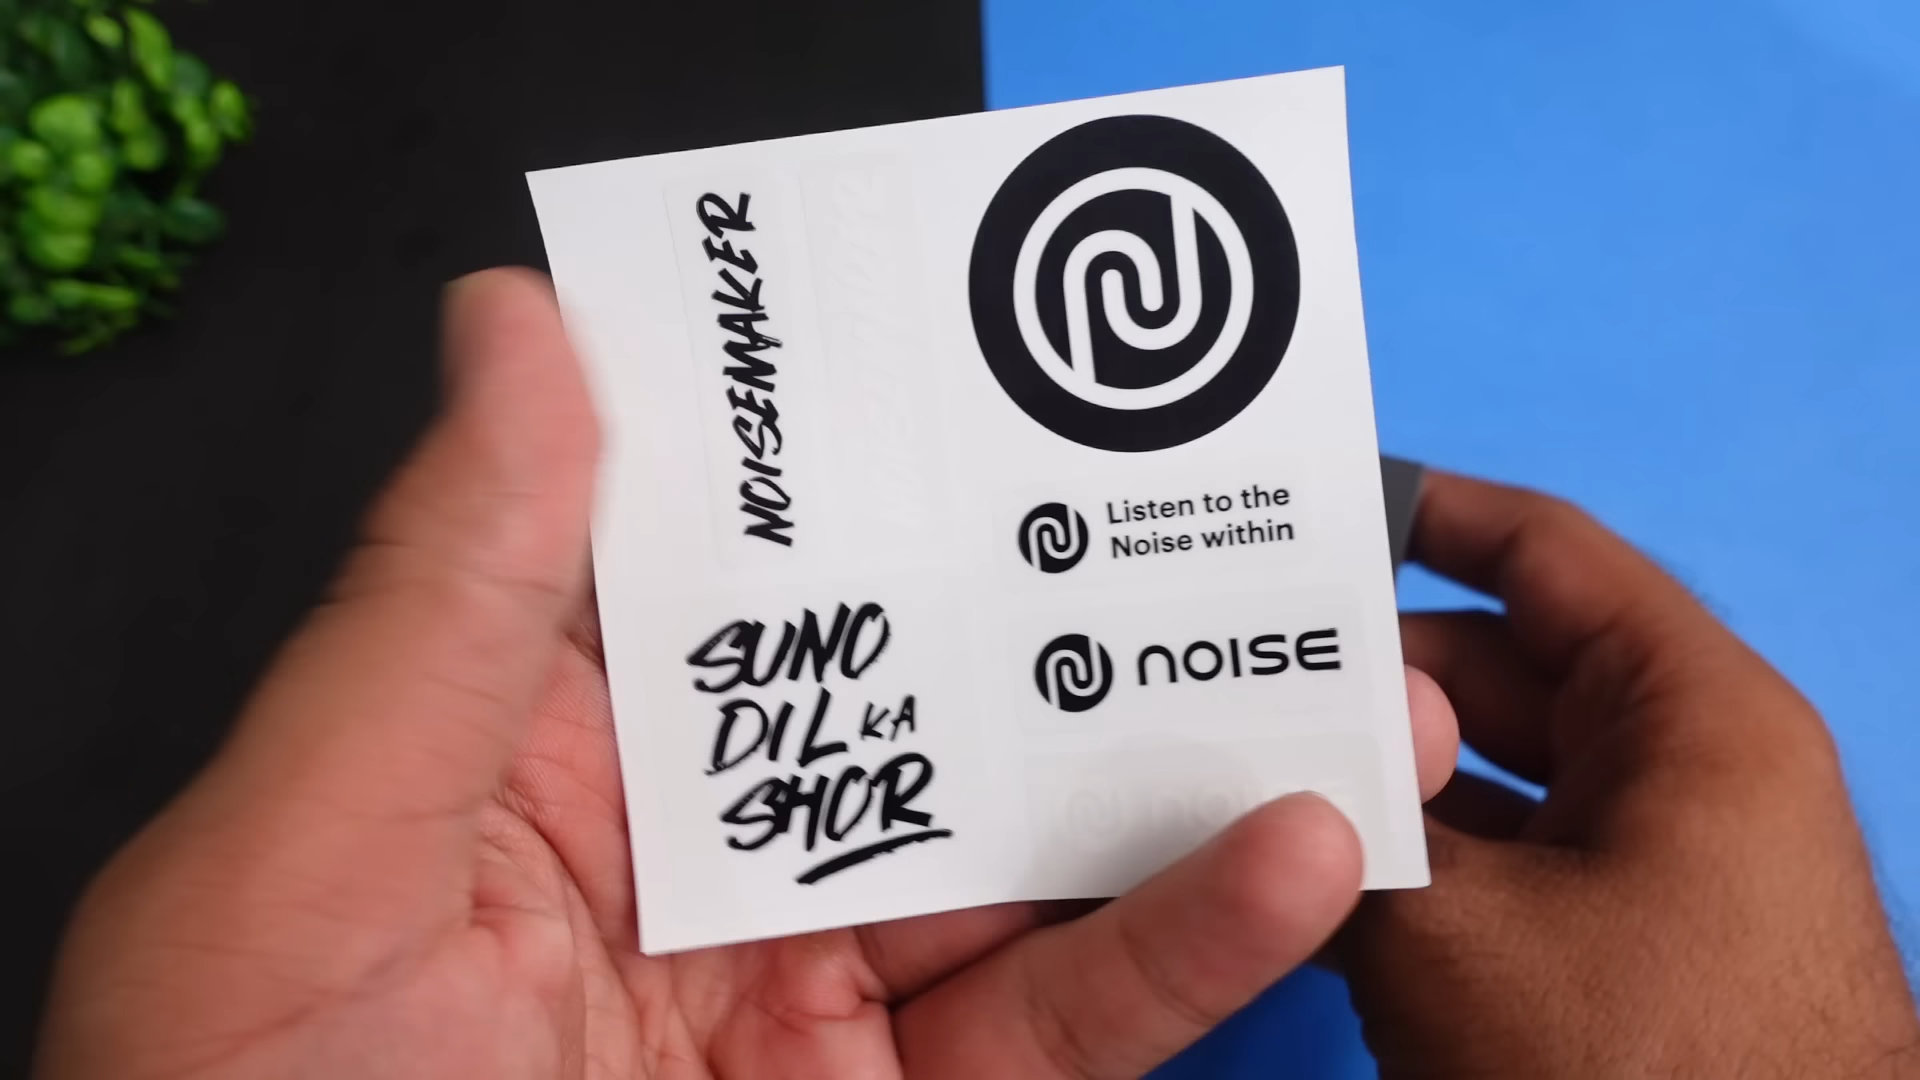 NOISEMAKER
Listen to the
Noise within
SUNO
DIL KA
SHOR
NOISE